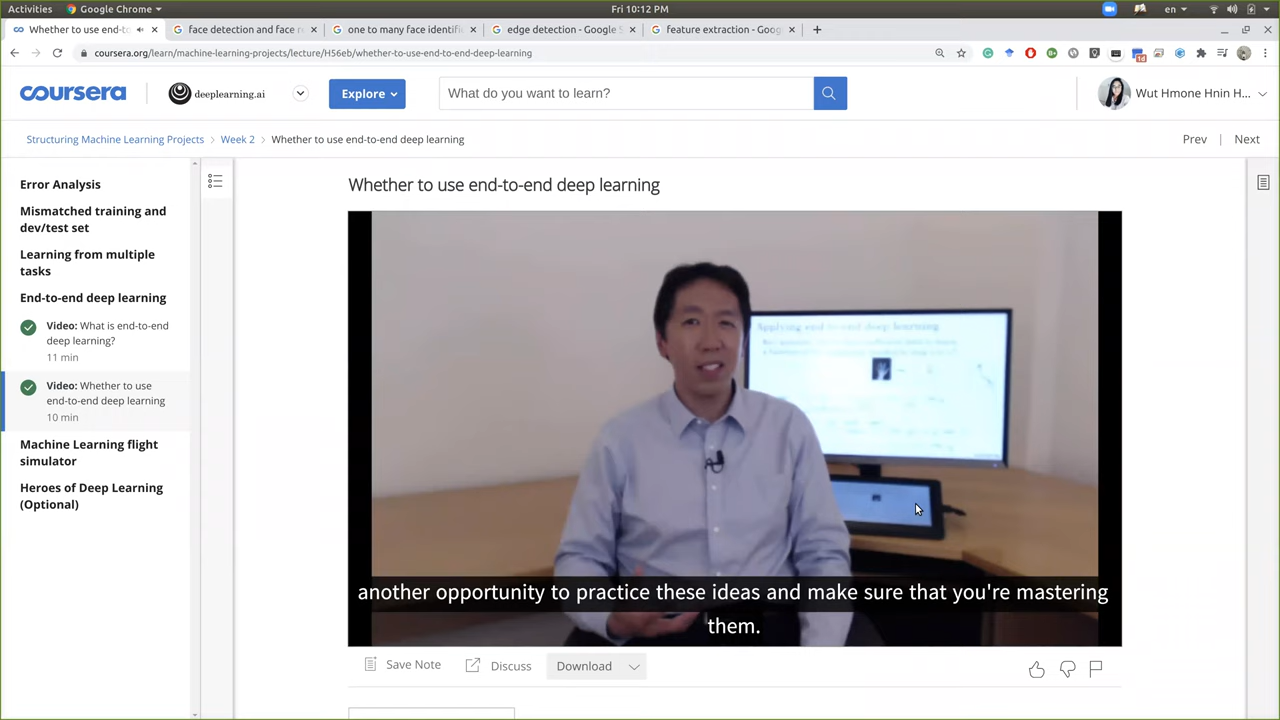 Activities Google Chrome Fri 10:12 PM en
Whether to use end-to face detection and face r one to many face identifi edge detection - Google S feature extraction - Goog
coursera.org/learn/machine-learning-projects/lecture/H56eb/whether-to-use-end-to-end-deep-learning
coursera deeplearning.ai Explore What do you want to learn? Wut Hmone Hnin H...
Structuring Machine Learning Projects > Week 2 > Whether to use end-to-end deep learning Prev | Next
Error Analysis
Mismatched training and
dev/test set
Learning from multiple
tasks
End-to-end deep learning
Video: What is end-to-end
deep learning?
11 min
Video: Whether to use
end-to-end deep learning
10 min
Machine Learning flight
simulator
Heroes of Deep Learning
(Optional)
Whether to use end-to-end deep learning
Applying end-to-end deep learning
another opportunity to practice these ideas and make sure that you're mastering
them.
Save Note Discuss Download